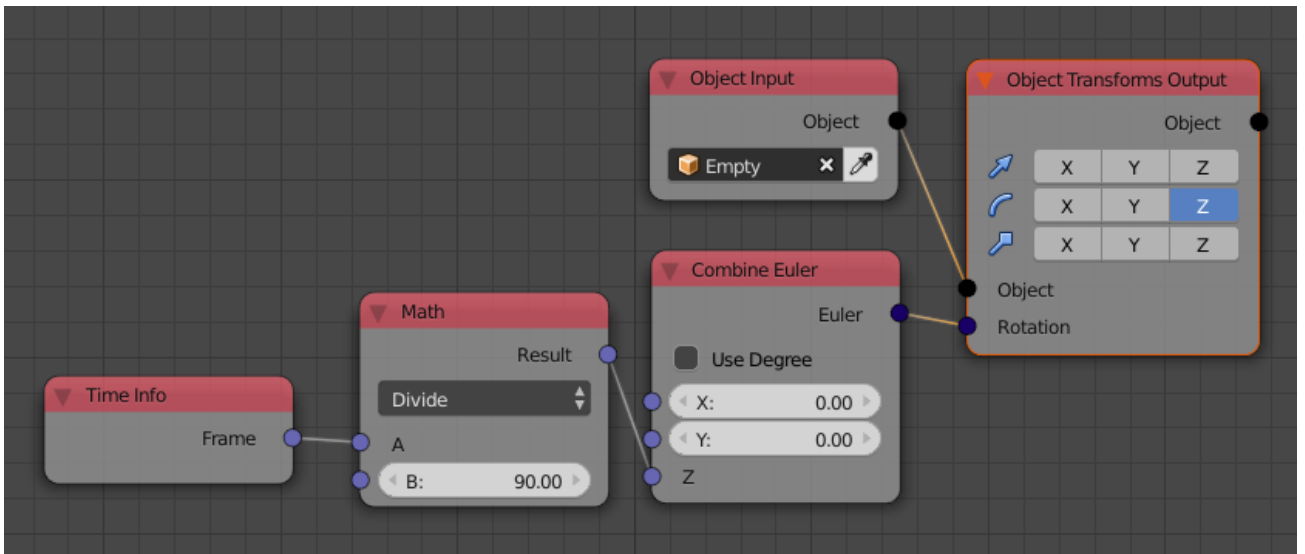 Object Input
Object
Empty
Object Transforms Output
Object
X Y Z
X Y Z
X Y Z
Object
Rotation
Combine Euler
Euler
Use Degree
X: 0.00
Y: 0.00
Z
Math
Result
Divide
A
B: 90.00
Time Info
Frame